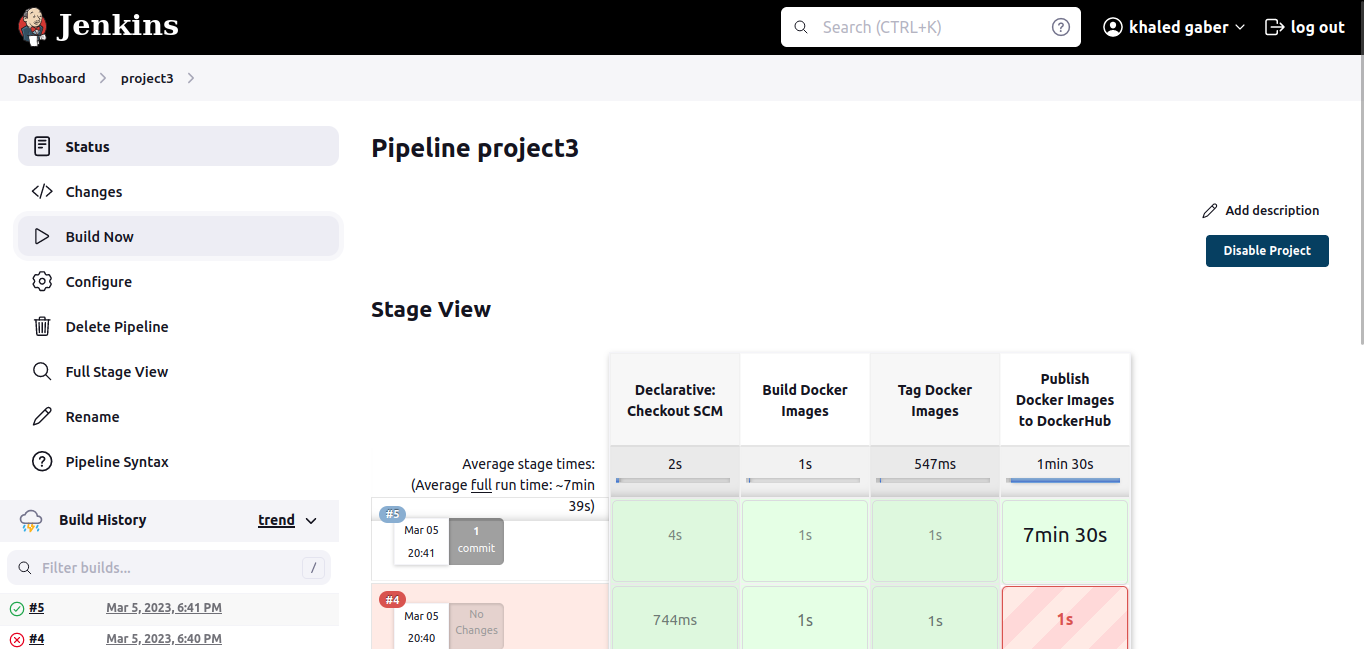 Jenkins
Search (CTRL+K)
?
khaled gaber
log out
Dashboard
project3
Status
Changes
Build Now
Configure
Delete Pipeline
Full Stage View
Rename
? Pipeline Syntax
Build History
trend
Filter builds...
/
#5
Mar 5, 2023, 6:41 PM
#4
Mar 5, 2023, 6:40 PM
Pipeline project3
Add description
Disable Project
Stage View
Declarative:
Checkout SCM
Build Docker
Images
Tag Docker
Images
Publish
Docker Images
to DockerHub
Average stage times:
(Average full run time: ~7min
39s)
2s
1s
547ms
1min 30s
#5
Mar 05
20:41
1
commit
4s
1s
1s
7min 30s
#4
Mar 05
20:40
No
Changes
744ms
1s
1s
1s